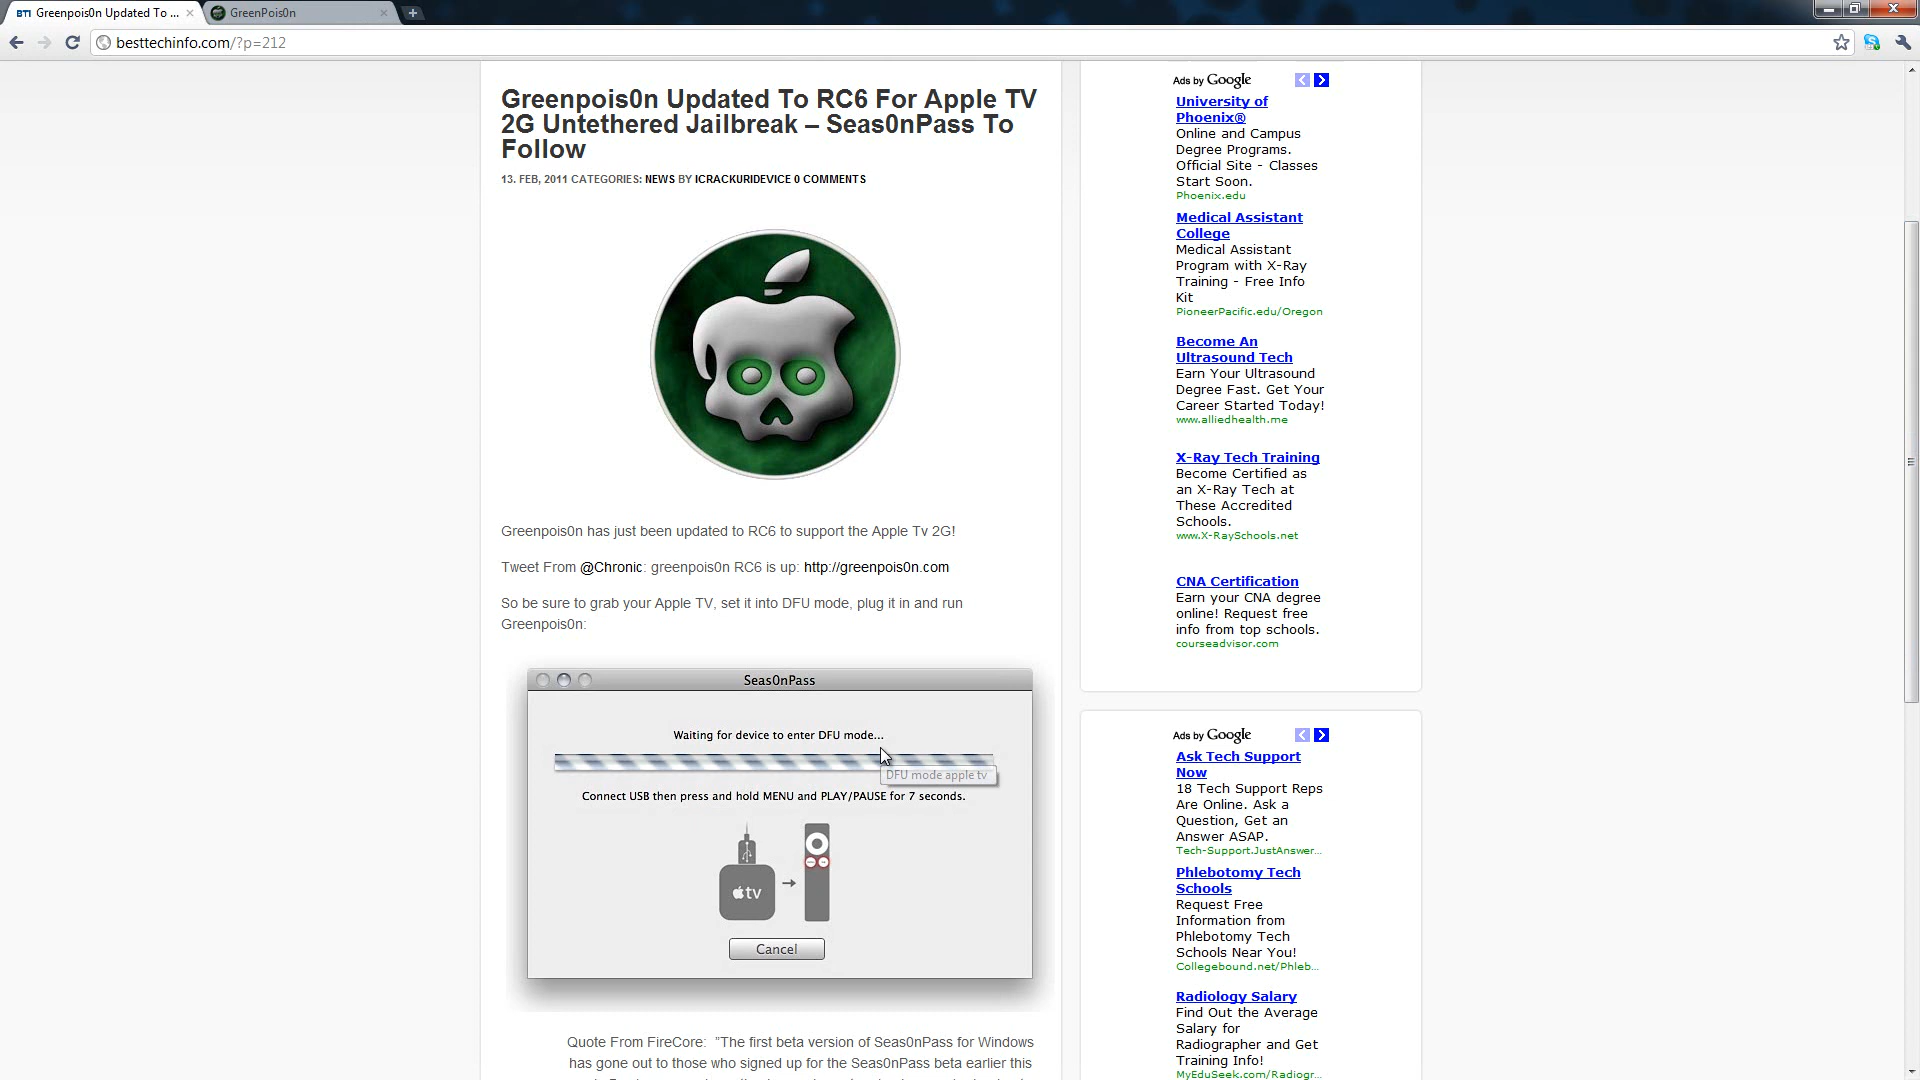 BTI Greenpois0n Updated To ...
GreenPois0n
besttechinfo.com/?p=212
Greenpois0n Updated To RC6 For Apple TV
2G Untethered Jailbreak – Seas0nPass To
Follow
13. FEB, 2011 CATEGORIES: NEWS BY ICRACKURIDEVICE 0 COMMENTS
Greenpois0n has just been updated to RC6 to support the Apple Tv 2G!
Tweet From @Chronic: greenpois0n RC6 is up: http://greenpois0n.com
So be sure to grab your Apple TV, set it into DFU mode, plug it in and run
Greenpois0n:
Seas0nPass
Waiting for device to enter DFU mode...
DFU mode apple tv
Connect USB then press and hold MENU and PLAY/PAUSE for 7 seconds.
tv
Cancel
Quote From FireCore: "The first beta version of Seas0nPass for Windows
has gone out to those who signed up for the Seas0nPass beta earlier this
Ads by Google
University of
Phoenix®
Online and Campus
Degree Programs.
Official Site - Classes
Start Soon.
Phoenix.edu
Medical Assistant
College
Medical Assistant
Program with X-Ray
Training - Free Info
Kit
PioneerPacific.edu/Oregon
Become An
Ultrasound Tech
Earn Your Ultrasound
Degree Fast. Get Your
Career Started Today!
www.alliedhealth.me
X-Ray Tech Training
Become Certified as
an X-Ray Tech at
These Accredited
Schools.
www.X-RaySchools.net
CNA Certification
Earn your CNA degree
online! Request free
info from top schools.
courseadvisor.com
Ads by Google
Ask Tech Support
Now
18 Tech Support Reps
Are Online. Ask a
Question, Get an
Answer ASAP.
Tech-Support.JustAnswer...
Phlebotomy Tech
Schools
Request Free
Information from
Phlebotomy Tech
Schools Near You!
Collegebound.net/Phleb...
Radiology Salary
Find Out the Average
Salary for
Radiographer and Get
Training Info!
MyEduSeek.com/Radiogr...